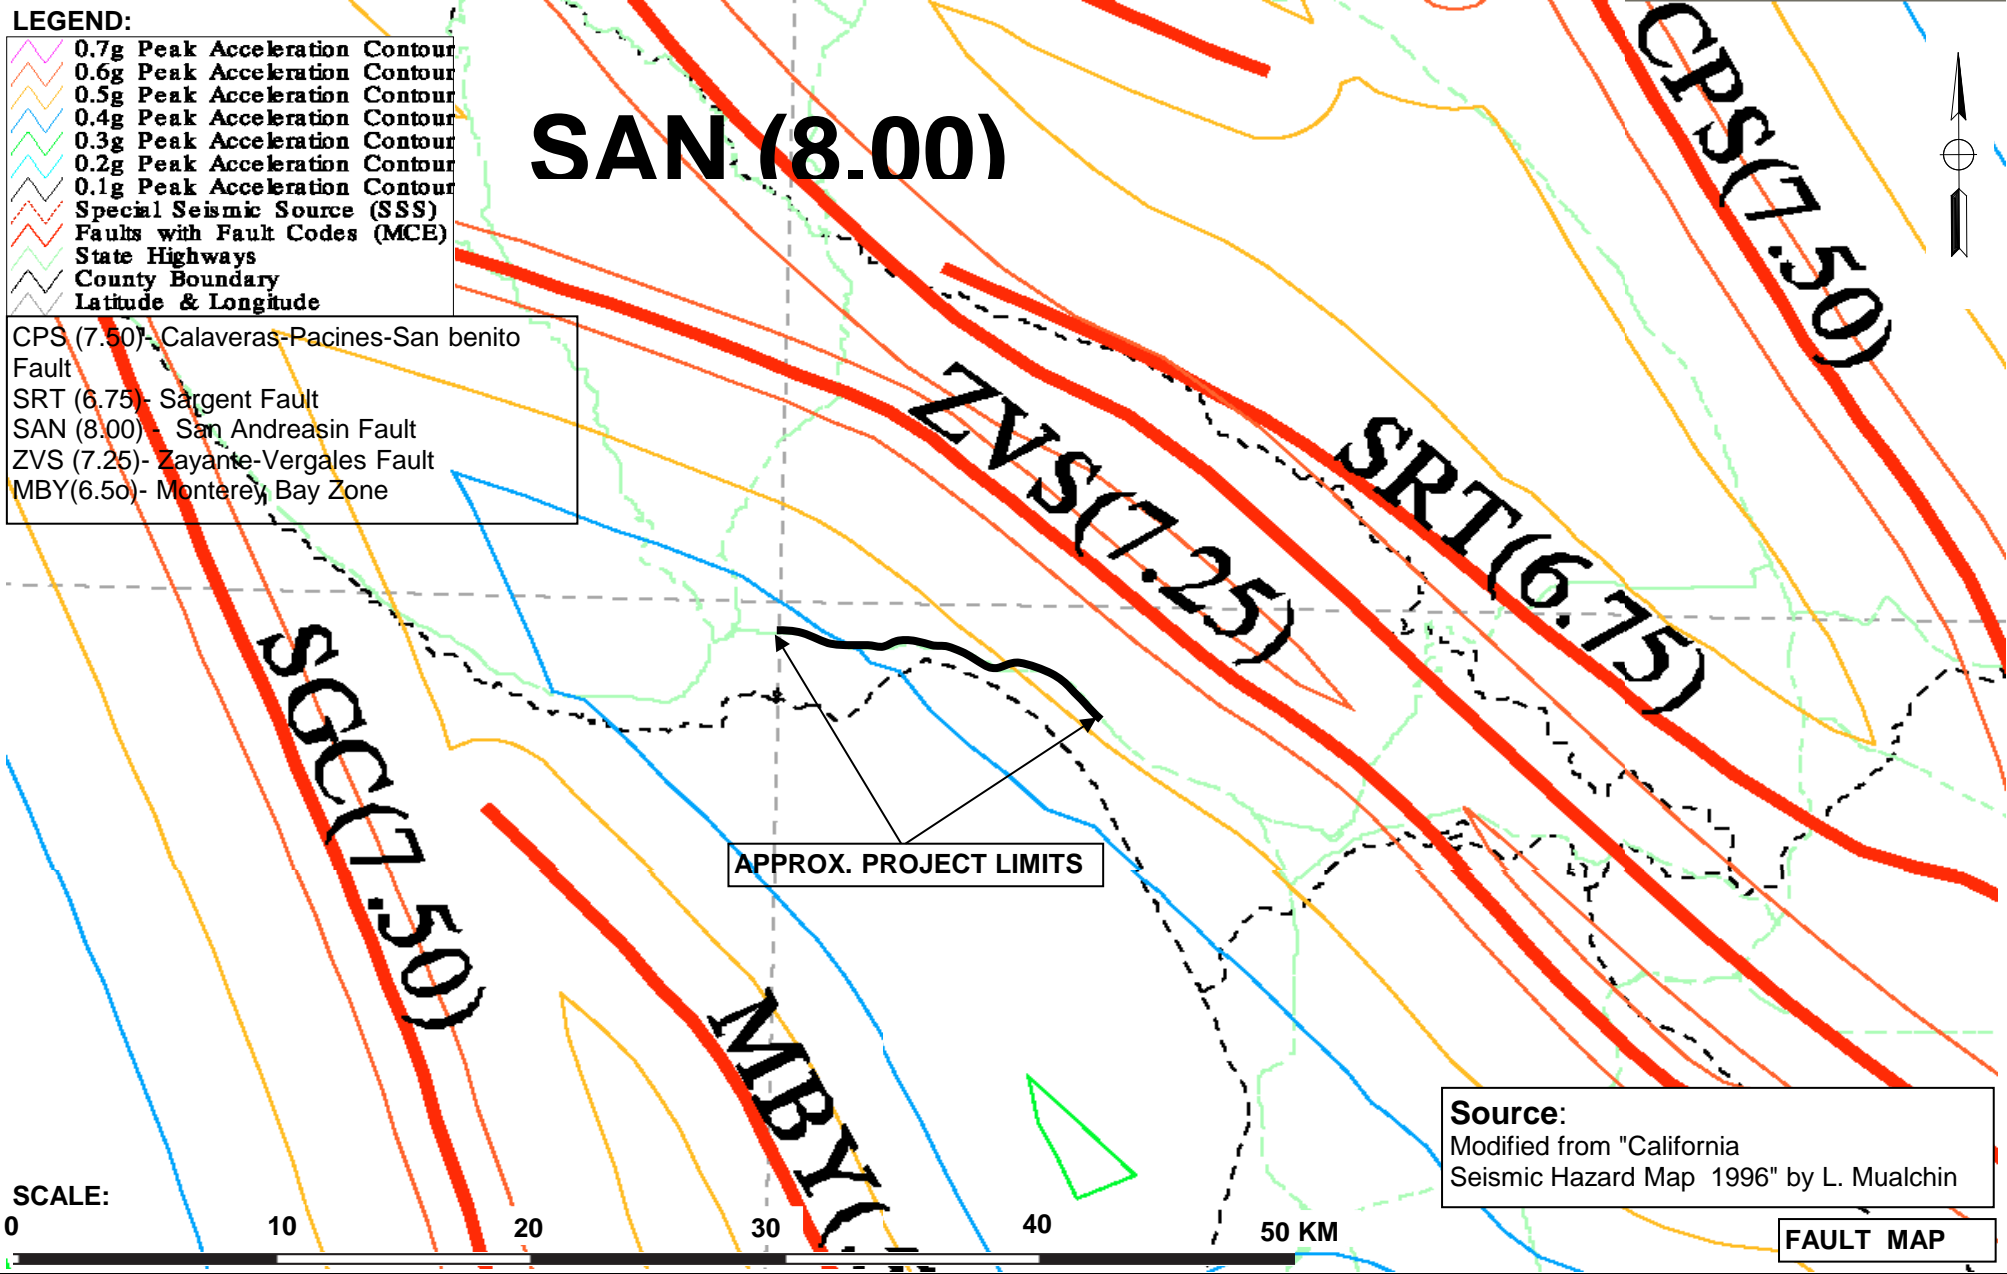 LEGEND:
0.7g Peak Acceleration Contour
0.6g Peak Acceleration Contour
0.5g Peak Acceleration Contour
0.4g Peak Acceleration Contour
0.3g Peak Acceleration Contour
0.2g Peak Acceleration Contour
0.1g Peak Acceleration Contour
Special Seismic Source (SSS)
Faults with Fault Codes (MCE)
State Highways
County Boundary
Latitude & Longitude
CPS (7.50)- Calaveras-Pacines-San benito
Fault
SRT (6.75)- Sargent Fault
SAN (8.00) - San Andreasin Fault
ZVS (7.25)- Zayante-Vergales Fault
MBY(6.5o)- Monterey Bay Zone
SAN (8.00)
CPS(7.50)
ZVS(7.25)
SRT(6.75)
SGC(7.50)
MBY(
APPROX. PROJECT LIMITS
Source:
Modified from "California
Seismic Hazard Map 1996" by L. Mualchin
SCALE:
0 10 20 30 40 50 KM
FAULT MAP